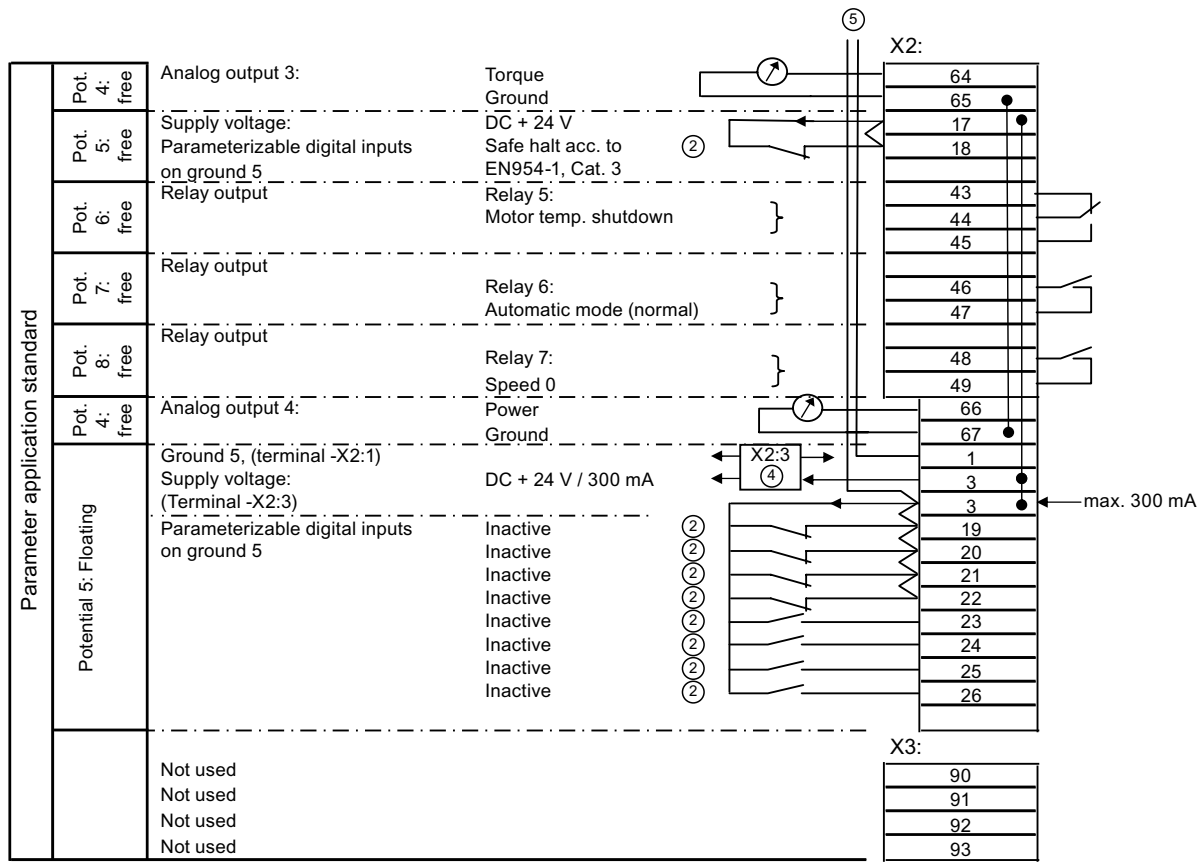 5
X2:
Parameter application standard
Pot. 4: free
Analog output 3:
Torque
64
Ground
65
Pot. 5: free
Supply voltage:
DC + 24 V
17
Parameterizable digital inputs
Safe halt acc. to
2
18
on ground 5
EN954-1, Cat. 3
Pot. 6: free
Relay output
Relay 5:
43
Motor temp. shutdown
}
44
45
Pot. 7: free
Relay output
Relay 6:
46
Automatic mode (normal)
}
47
Pot. 8: free
Relay output
Relay 7:
48
Speed 0
}
49
Pot. 4: free
Analog output 4:
Power
66
Ground
67
Potential 5: Floating
Ground 5, (terminal -X2:1)
X2:3
1
Supply voltage:
DC + 24 V / 300 mA
4
3
(Terminal -X2:3)
3
max. 300 mA
Parameterizable digital inputs
Inactive
2
19
on ground 5
Inactive
2
20
Inactive
2
21
Inactive
2
22
Inactive
2
23
Inactive
2
24
Inactive
2
25
Inactive
2
26
X3:
Not used
90
Not used
91
Not used
92
Not used
93